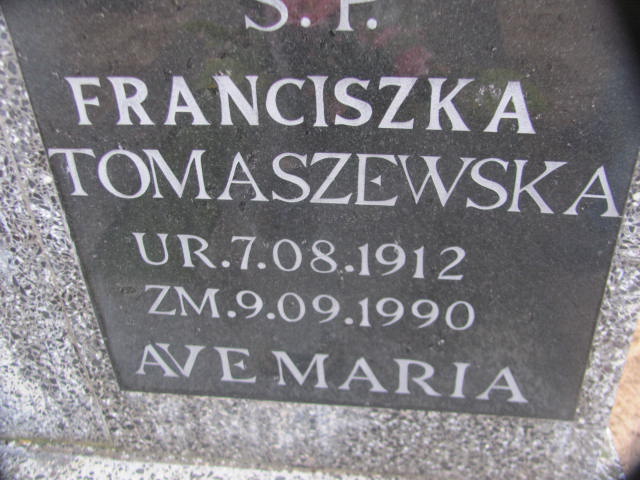 Ś. P.
FRANCISZKA
TOMASZEWSKA
UR.7.08.1912
ZM.9.09.1990
AVE MARIA